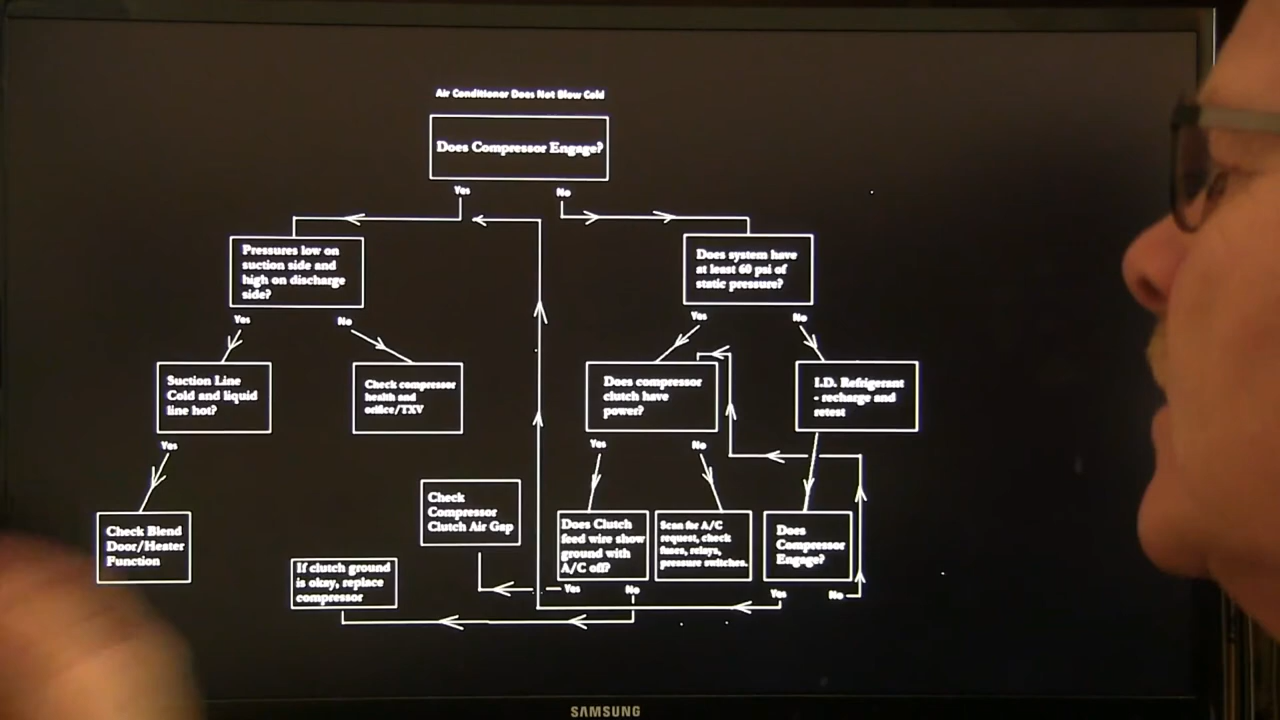 Air Conditioner Does Not Blow Cold
Does Compressor Engage?
Yes
No
Pressures low on
suction side and
high on discharge
side?
Does system have
at least 60 psi of
static pressure?
Yes
No
Yes
No
Suction Line
Cold and liquid
line hot?
Check compressor
health and
orifice/TXV
Does compressor
clutch have
power?
I.D. Refrigerant
- recharge and
retest
Yes
Yes
No
Check Blend
Door/Heater
Function
Check
Compressor
Clutch Air Gap
Does Clutch
feed wire show
ground with
A/C off?
Scan for A/C
request, check
fuses, relays,
pressure switches.
Does
Compressor
Engage?
If clutch ground
is okay, replace
compressor
Yes
No
Yes
No
SAMSUNG